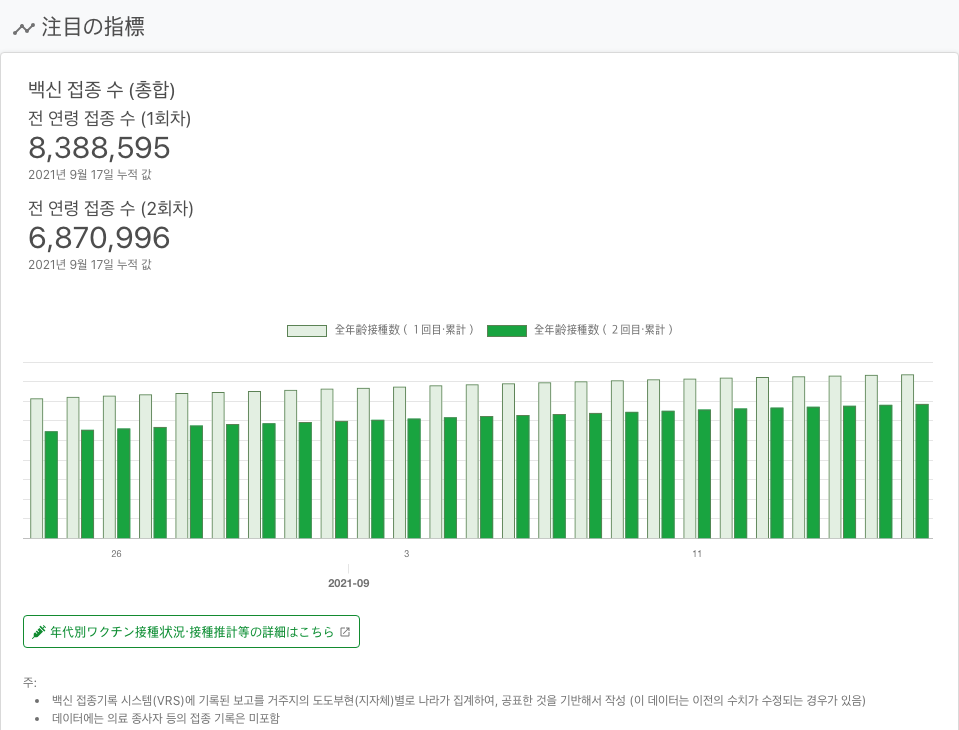 注目の指標
백신 접종 수 (총합)
전 연령 접종 수 (1회차)
8,388,595
2021년 9월 17일 누적 값
전 연령 접종 수 (2회차)
6,870,996
2021년 9월 17일 누적 값
全年齢接種数（１回目·累計） 全年齢接種数（２回目·累計）
26 3 11
2021-09
年代別ワクチン接種状況·接種推計等の詳細はこちら
주:
• 백신 접종기록 시스템(VRS)에 기록된 보고를 거주지의 도도부현(지자체)별로 나라가 집계하여, 공표한 것을 기반해서 작성 (이 데이터는 이전의 수치가 수정되는 경우가 있음)
• 데이터에는 의료 종사자 등의 접종 기록은 미포함